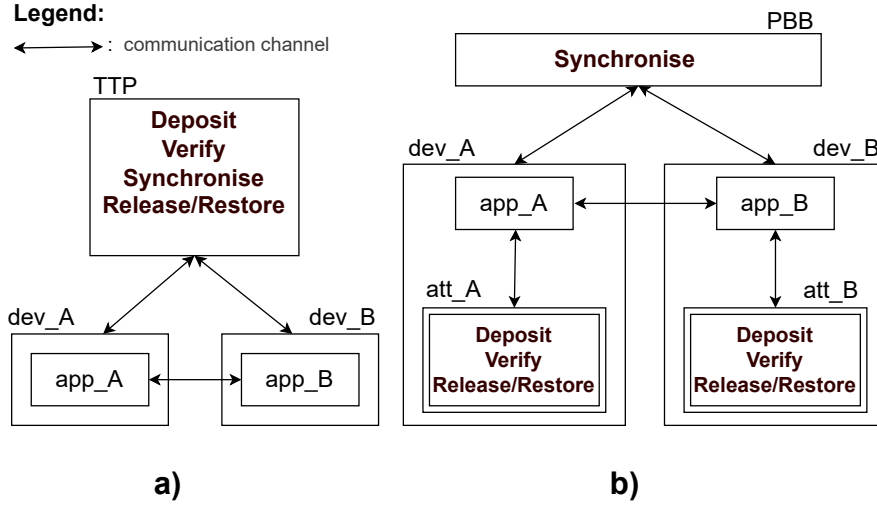 Legend:
: communication channel
TTP
Deposit
Verify
Synchronise
Release/Restore
dev_A
dev_B
app_A
app_B
a)
PBB
Synchronise
dev_A
dev_B
app_A
app_B
att_A
att_B
Deposit
Verify
Release/Restore
Deposit
Verify
Release/Restore
b)